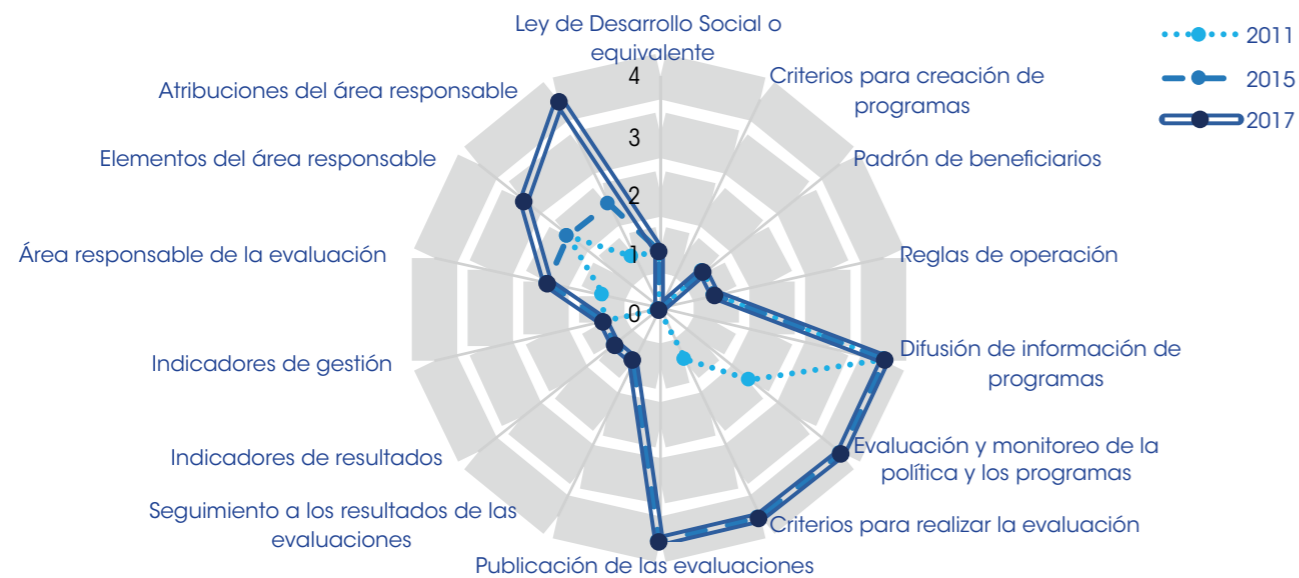 Ley de Desarrollo Social o
equivalente
2011
2015
2017
Criterios para creación de
programas
Padrón de beneficiarios
Reglas de operación
Difusión de información de
programas
Evaluación y monitoreo de la
política y los programas
Criterios para realizar la evaluación
Publicación de las evaluaciones
Seguimiento a los resultados de las
evaluaciones
Indicadores de resultados
Indicadores de gestión
Área responsable de la evaluación
Elementos del área responsable
Atribuciones del área responsable
4
3
2
1
0